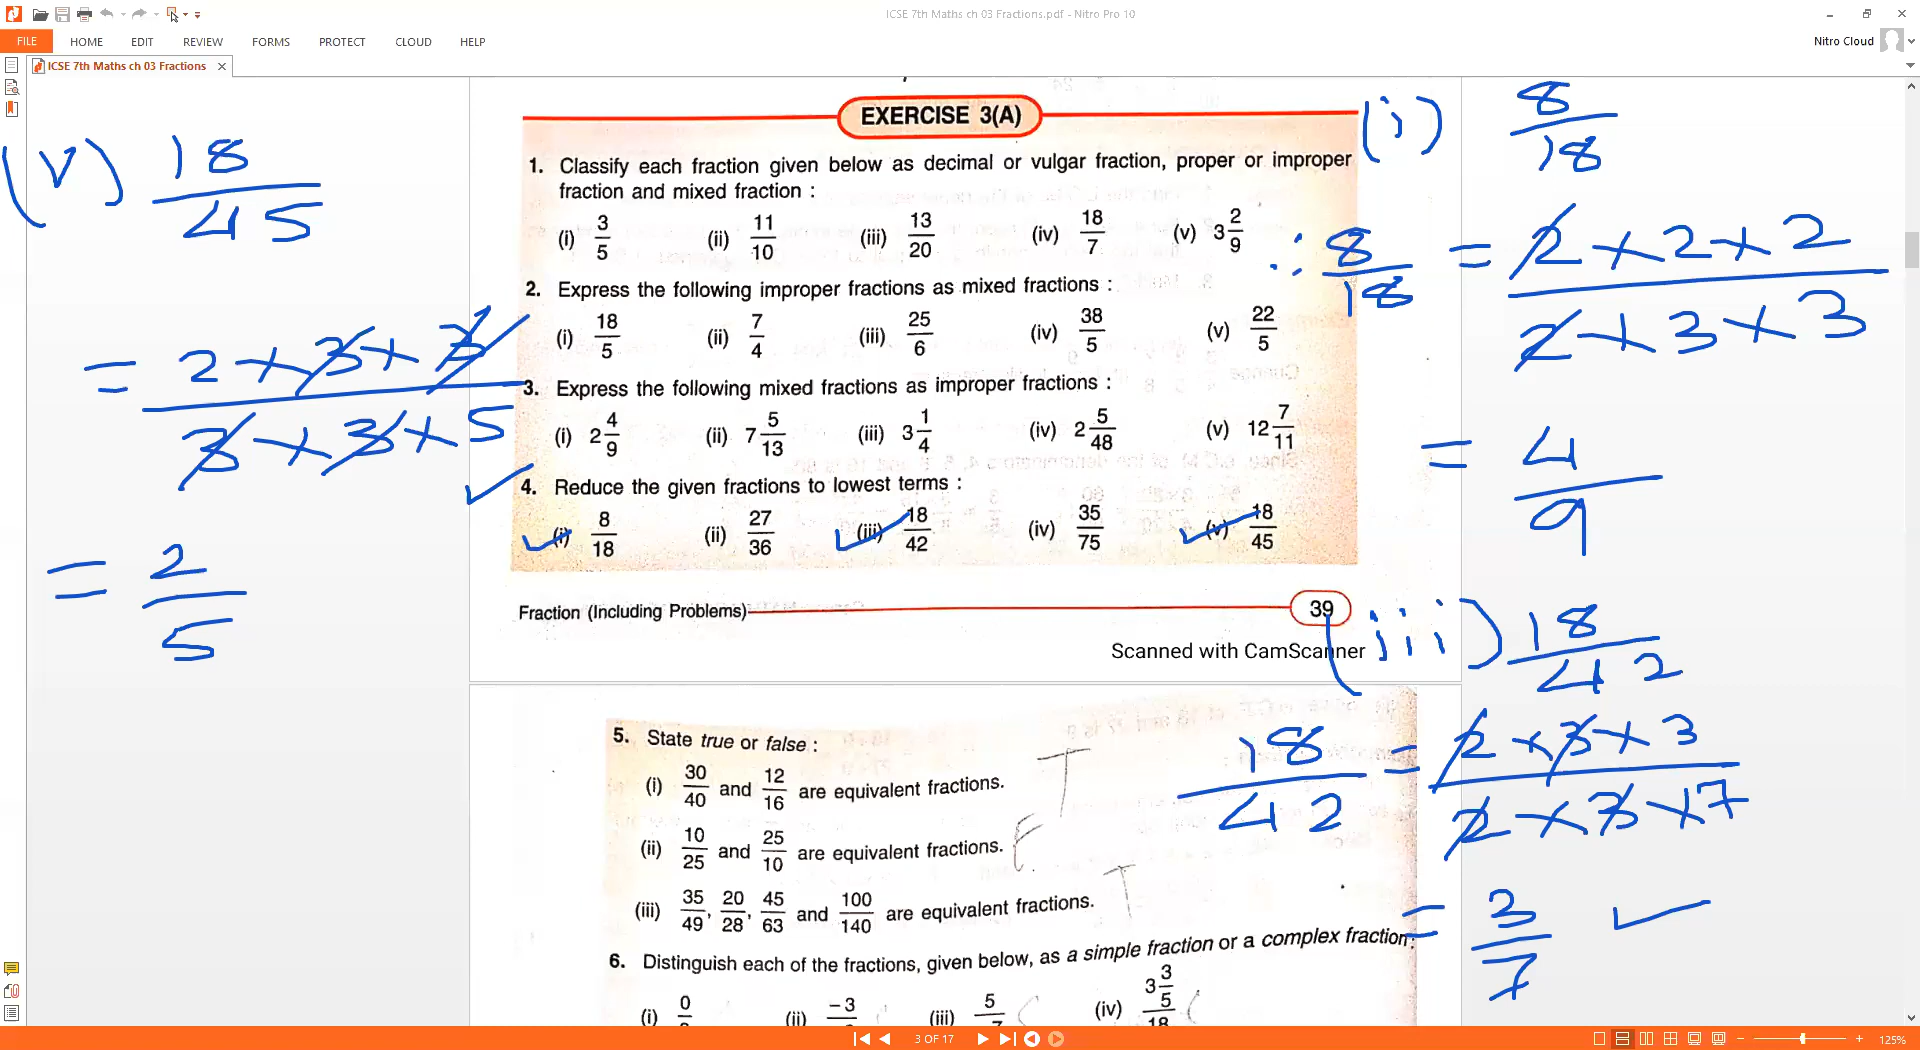 ICSE 7th Maths ch 03 Fractions.pdf - Nitro Pro 10
FILE HOME EDIT REVIEW FORMS PROTECT CLOUD HELP
Nitro Cloud
ICSE 7th Maths ch 03 Fractions ×
EXERCISE 3(A)
1. Classify each fraction given below as decimal or vulgar fraction, proper or improper
fraction and mixed fraction :
(i) 3/5 (ii) 11/10 (iii) 13/20 (iv) 18/7 (v) 3 2/9
2. Express the following improper fractions as mixed fractions :
(i) 18/5 (ii) 7/4 (iii) 25/6 (iv) 38/5 (v) 22/5
3. Express the following mixed fractions as improper fractions :
(i) 2 4/9 (ii) 7 5/13 (iii) 3 1/4 (iv) 2 5/48 (v) 12 7/11
4. Reduce the given fractions to lowest terms :
(i) 8/18 (ii) 27/36 (iii) 18/42 (iv) 35/75 (v) 18/45
Fraction (Including Problems) 39
Scanned with CamScanner
5. State true or false :
(i) 30/40 and 12/16 are equivalent fractions. T
(ii) 10/25 and 25/10 are equivalent fractions. F
(iii) 35/49, 20/28, 45/63 and 100/140 are equivalent fractions. T
6. Distinguish each of the fractions, given below, as a simple fraction or a complex fraction :
(i) 0 (ii) -3 (iii) 5 (iv) 3 3/5 / 18
(v) 18/45
= 2 × 3 × 3 / 3 × 3 × 5
= 2/5
(i) 8/18
∴ 8/18 = 2 × 2 × 2 / 2 × 3 × 3
= 4/9
(iii) 18/42
18/42 = 2 × 3 × 3 / 2 × 3 × 7
= 3/7
3 OF 17
125%